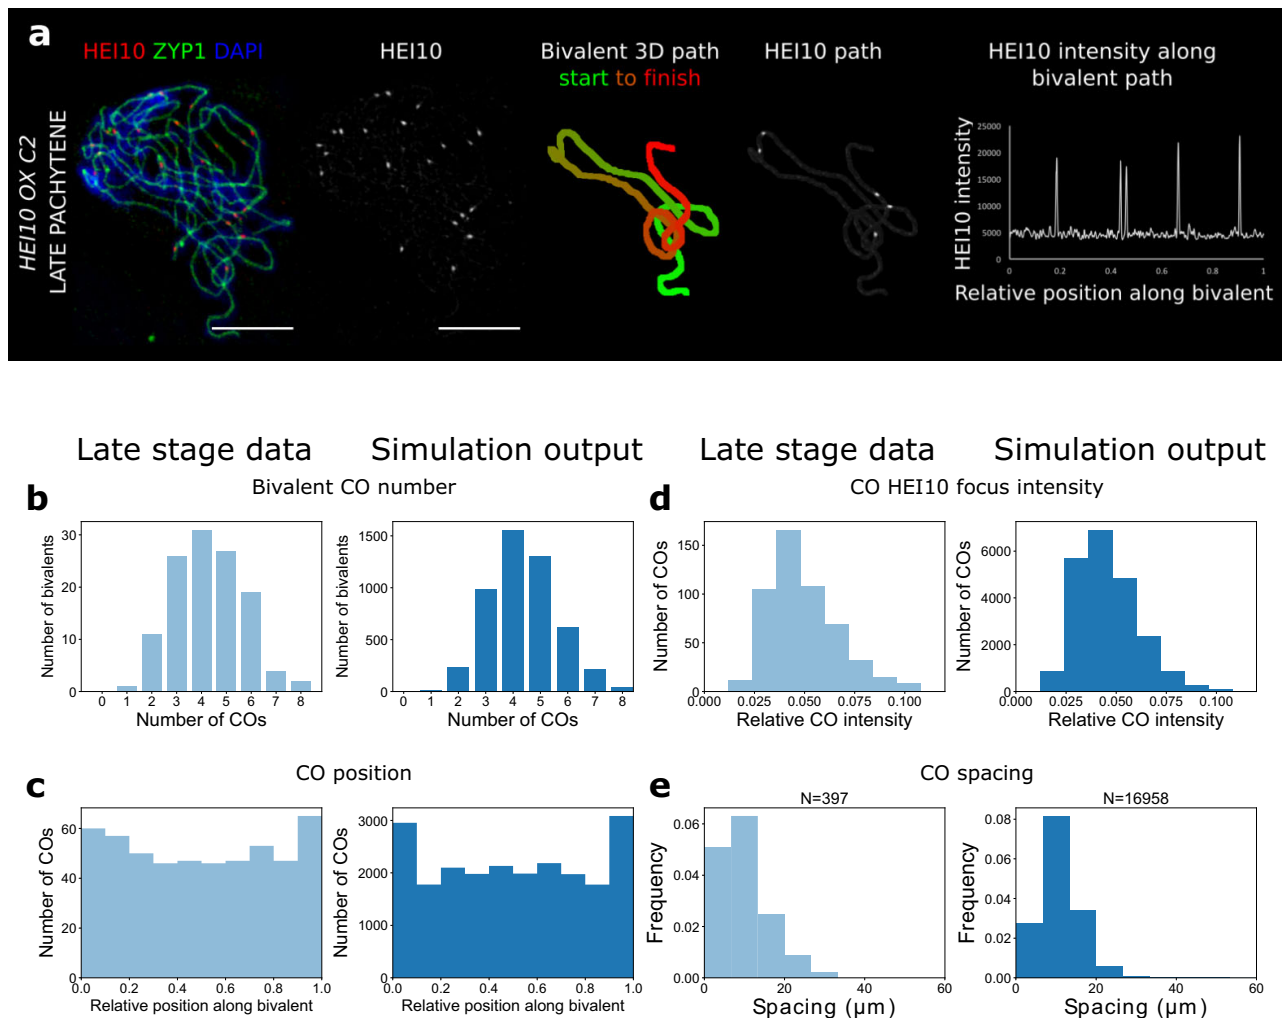 a
HEI10 ZYP1 DAPI
HEI10
Bivalent 3D path
start to finish
HEI10 path
HEI10 intensity along
bivalent path
HEI10 OX C2
LATE PACHYTENE
HEI10 intensity
25000
20000
15000
10000
5000
0
0 0.2 0.4 0.6 0.8 1
Relative position along bivalent
Late stage data
Simulation output
Late stage data
Simulation output
b
Bivalent CO number
Number of bivalents
30
20
10
0
0 1 2 3 4 5 6 7 8
Number of COs
Number of bivalents
1500
1000
500
0
0 1 2 3 4 5 6 7 8
Number of COs
d
CO HEI10 focus intensity
Number of COs
150
100
50
0
0.000 0.025 0.050 0.075 0.100
Relative CO intensity
Number of COs
6000
4000
2000
0
0.000 0.025 0.050 0.075 0.100
Relative CO intensity
c
CO position
Number of COs
60
40
20
0
0.0 0.2 0.4 0.6 0.8 1.0
Relative position along bivalent
Number of COs
3000
2000
1000
0
0.0 0.2 0.4 0.6 0.8 1.0
Relative position along bivalent
e
CO spacing
N=397
Frequency
0.06
0.04
0.02
0.00
0 20 40 60
Spacing (μm)
N=16958
Frequency
0.08
0.06
0.04
0.02
0.00
0 20 40 60
Spacing (μm)